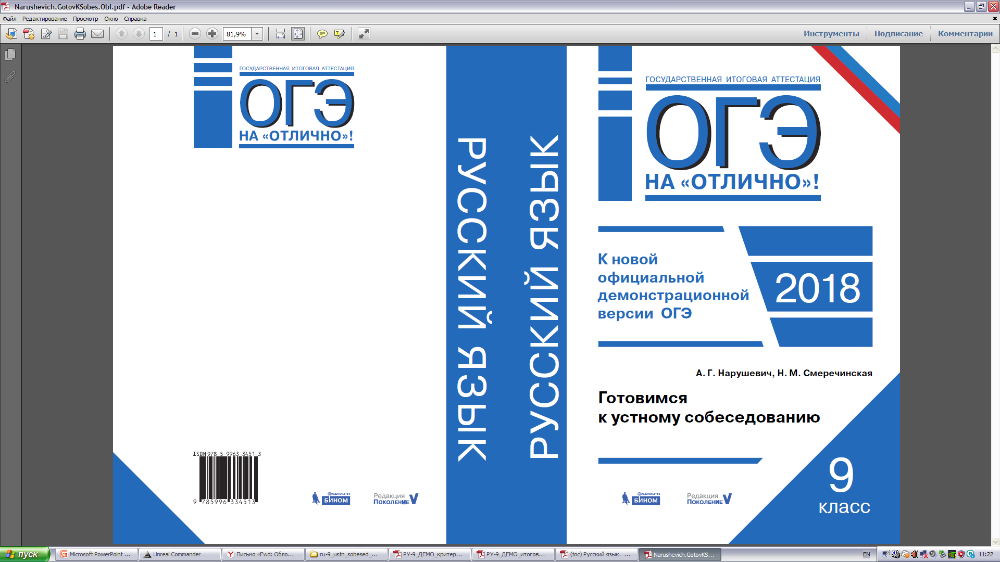 Narushevich.GotovKSobes.Obl.pdf - Adobe Reader
Файл Редактирование Просмотр Окно Справка
1 / 1 81,9% Инструменты Подписание Комментарии
ГОСУДАРСТВЕННАЯ ИТОГОВАЯ АТТЕСТАЦИЯ
ОГЭ
НА «ОТЛИЧНО»!
ISBN 978-5-9963-3451-3
9 785996 334513
ИЗДАТЕЛЬСТВО
БИНОМ
Редакция
ПОКОЛЕНИЕ V
РУССКИЙ ЯЗЫК
РУССКИЙ ЯЗЫК
ГОСУДАРСТВЕННАЯ ИТОГОВАЯ АТТЕСТАЦИЯ
ОГЭ
НА «ОТЛИЧНО»!
К новой
официальной
демонстрационной
версии ОГЭ
2018
А. Г. Нарушевич, Н. М. Смеречинская
Готовимся
к устному собеседованию
9
класс
ИЗДАТЕЛЬСТВО
БИНОМ
Редакция
ПОКОЛЕНИЕ V
пуск Microsoft PowerPoint ... Unreal Commander Письмо «Fwd: Обло... ru-9_ustn_sobesed_... РУ-9_ДЕМО_критер... РУ-9_ДЕМО_итогов... (toc) Русский язык. ... Narushevich.GotovKS... EN 11:22